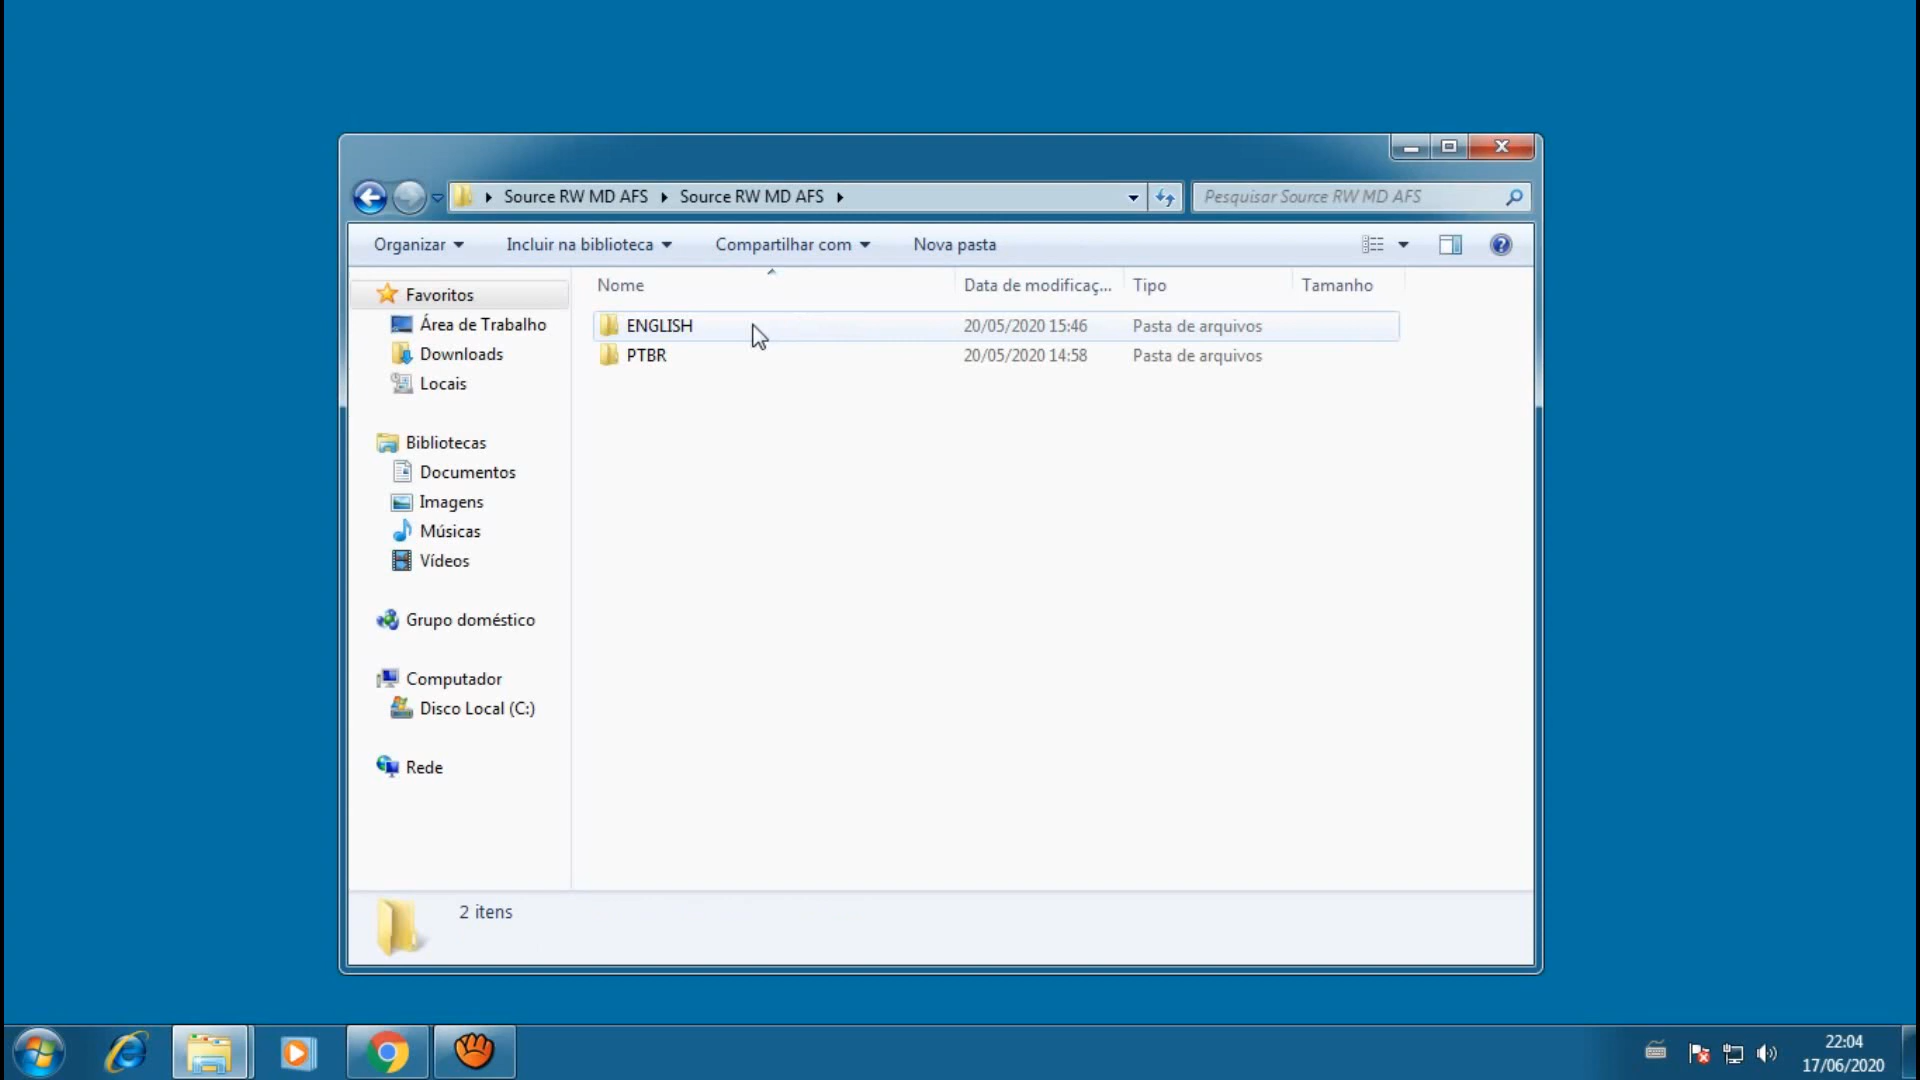 Source RW MD AFS Source RW MD AFS Pesquisar Source RW MD AFS
Organizar Incluir na biblioteca Compartilhar com Nova pasta
Favoritos
Área de Trabalho
Downloads
Locais
Bibliotecas
Documentos
Imagens
Músicas
Vídeos
Grupo doméstico
Computador
Disco Local (C:)
Rede
Nome Data de modificaç... Tipo Tamanho
ENGLISH 20/05/2020 15:46 Pasta de arquivos
PTBR 20/05/2020 14:58 Pasta de arquivos
2 itens
22:04
17/06/2020